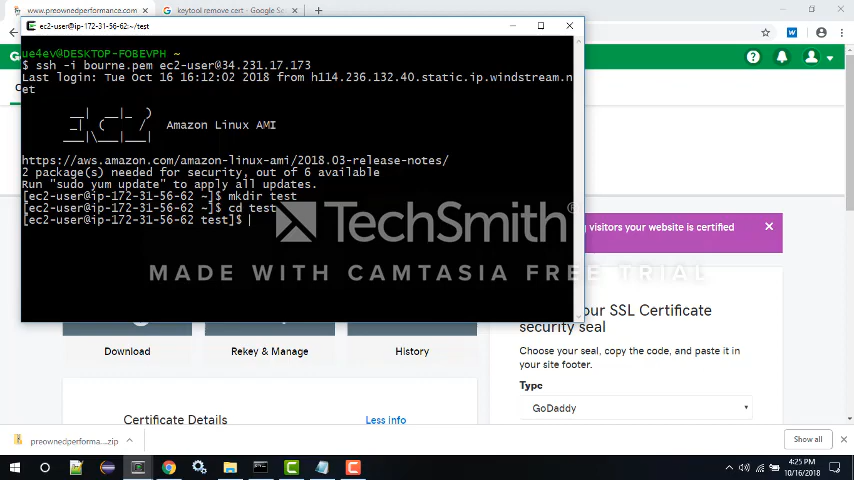 www.preownedperformance.com
keytool remove cert - Google Se
ec2-user@ip-172-31-56-62:~/test
ue4ev@DESKTOP-FOBEVPH ~
$ ssh -i bourne.pem ec2-user@34.231.17.173
Last login: Tue Oct 16 16:12:02 2018 from h114.236.132.40.static.ip.windstream.n
et
Amazon Linux AMI
https://aws.amazon.com/amazon-linux-ami/2018.03-release-notes/
2 package(s) needed for security, out of 6 available
Run "sudo yum update" to apply all updates.
[ec2-user@ip-172-31-56-62 ~]$ mkdir test
[ec2-user@ip-172-31-56-62 ~]$ cd test
[ec2-user@ip-172-31-56-62 test]$
TechSmith®
MADE WITH CAMTASIA FREE TRIAL
visitors your website is certified
your SSL Certificate
security seal
Choose your seal, copy the code, and paste it in
your site footer.
Type
GoDaddy
Download
Rekey & Manage
History
Certificate Details
Less info
preownedperforma....zip
Show all
4:25 PM
10/16/2018